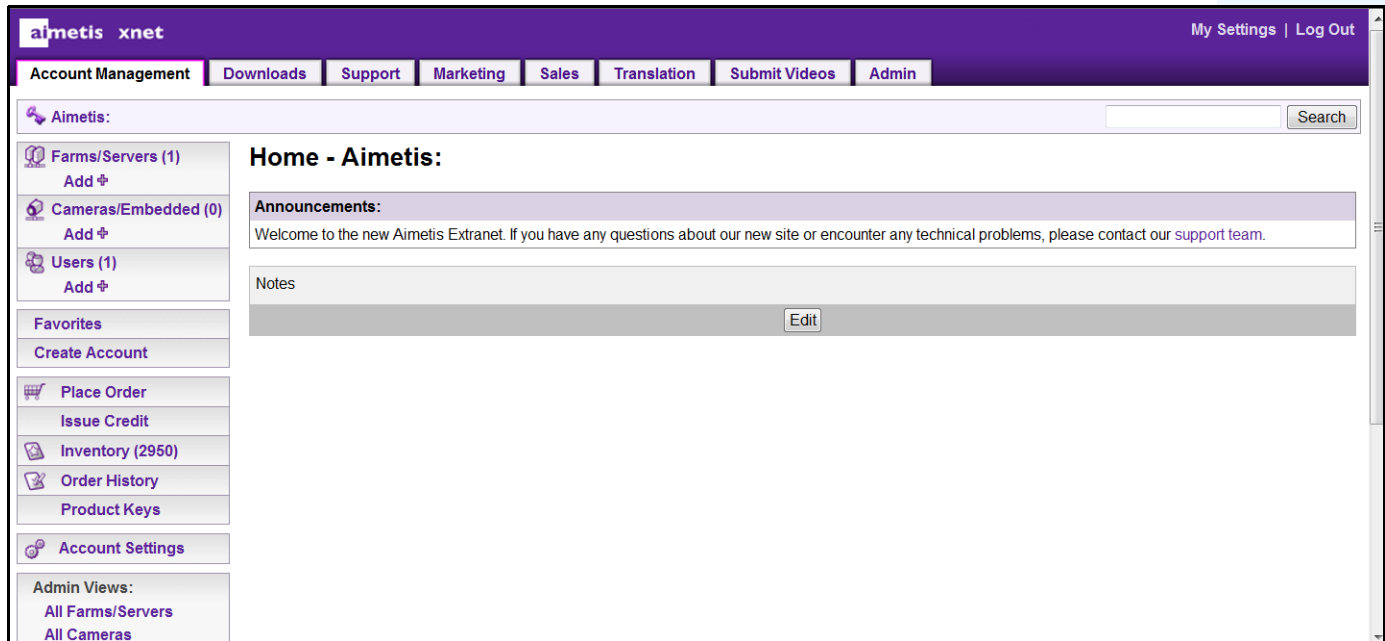 aimetis xnet
My Settings | Log Out
Account Management Downloads Support Marketing Sales Translation Submit Videos Admin
Aimetis:
Search
Farms/Servers (1)
Add
Cameras/Embedded (0)
Add
Users (1)
Add
Favorites
Create Account
Place Order
Issue Credit
Inventory (2950)
Order History
Product Keys
Account Settings
Admin Views:
All Farms/Servers
All Cameras
Home - Aimetis:
Announcements:
Welcome to the new Aimetis Extranet. If you have any questions about our new site or encounter any technical problems, please contact our support team.
Notes
Edit